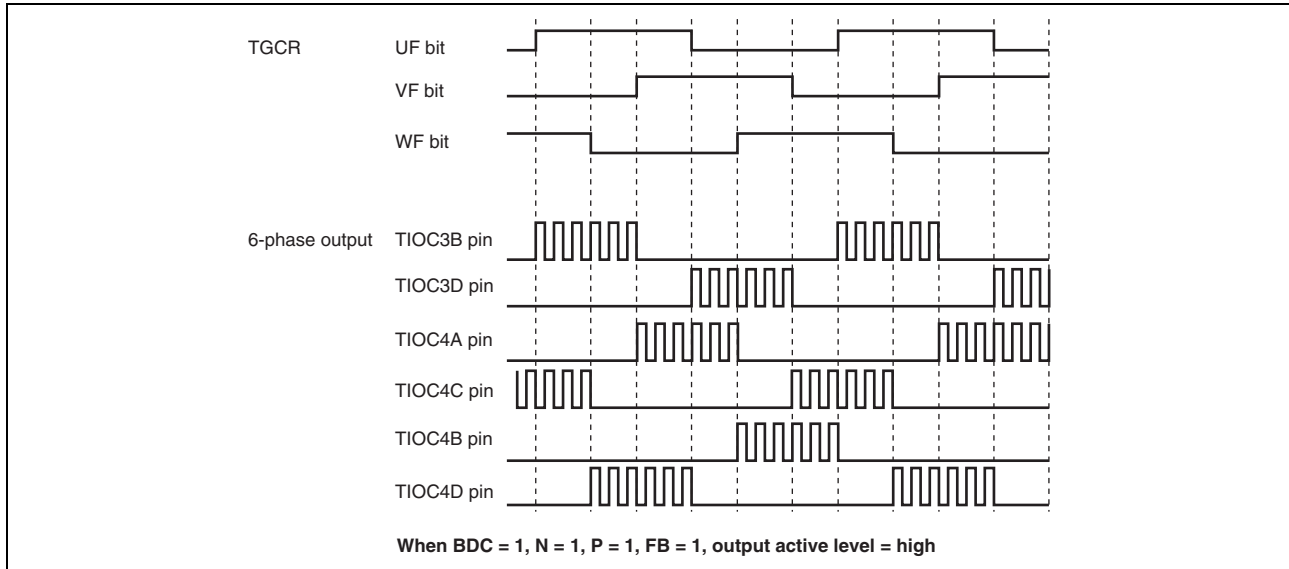 TGCR UF bit
VF bit
WF bit
6-phase output TIOC3B pin
TIOC3D pin
TIOC4A pin
TIOC4C pin
TIOC4B pin
TIOC4D pin
When BDC = 1, N = 1, P = 1, FB = 1, output active level = high